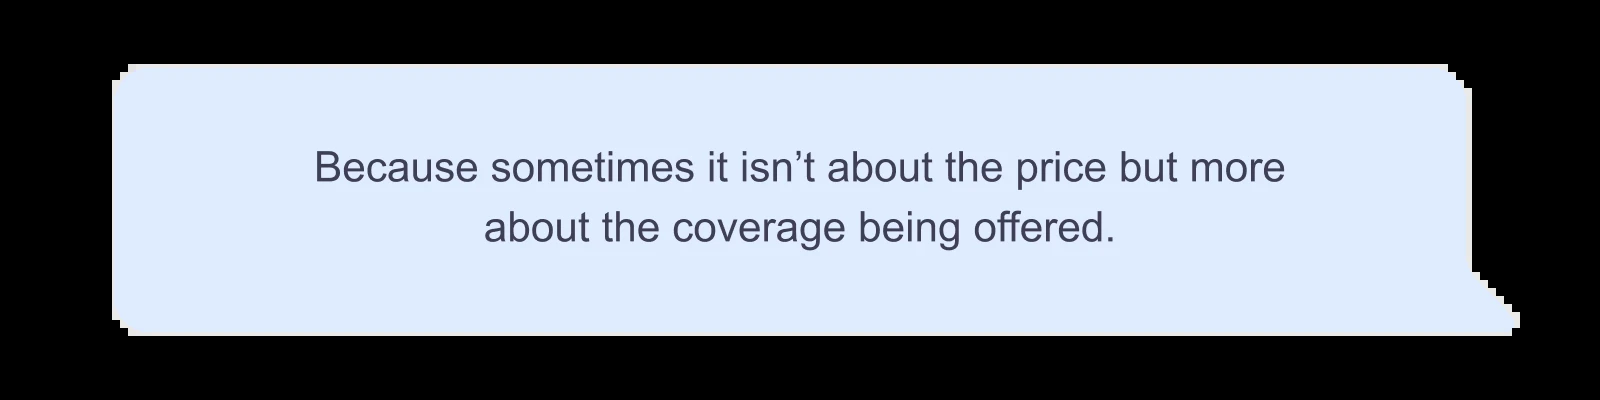 Because sometimes it isn’t about the price but more
about the coverage being offered.